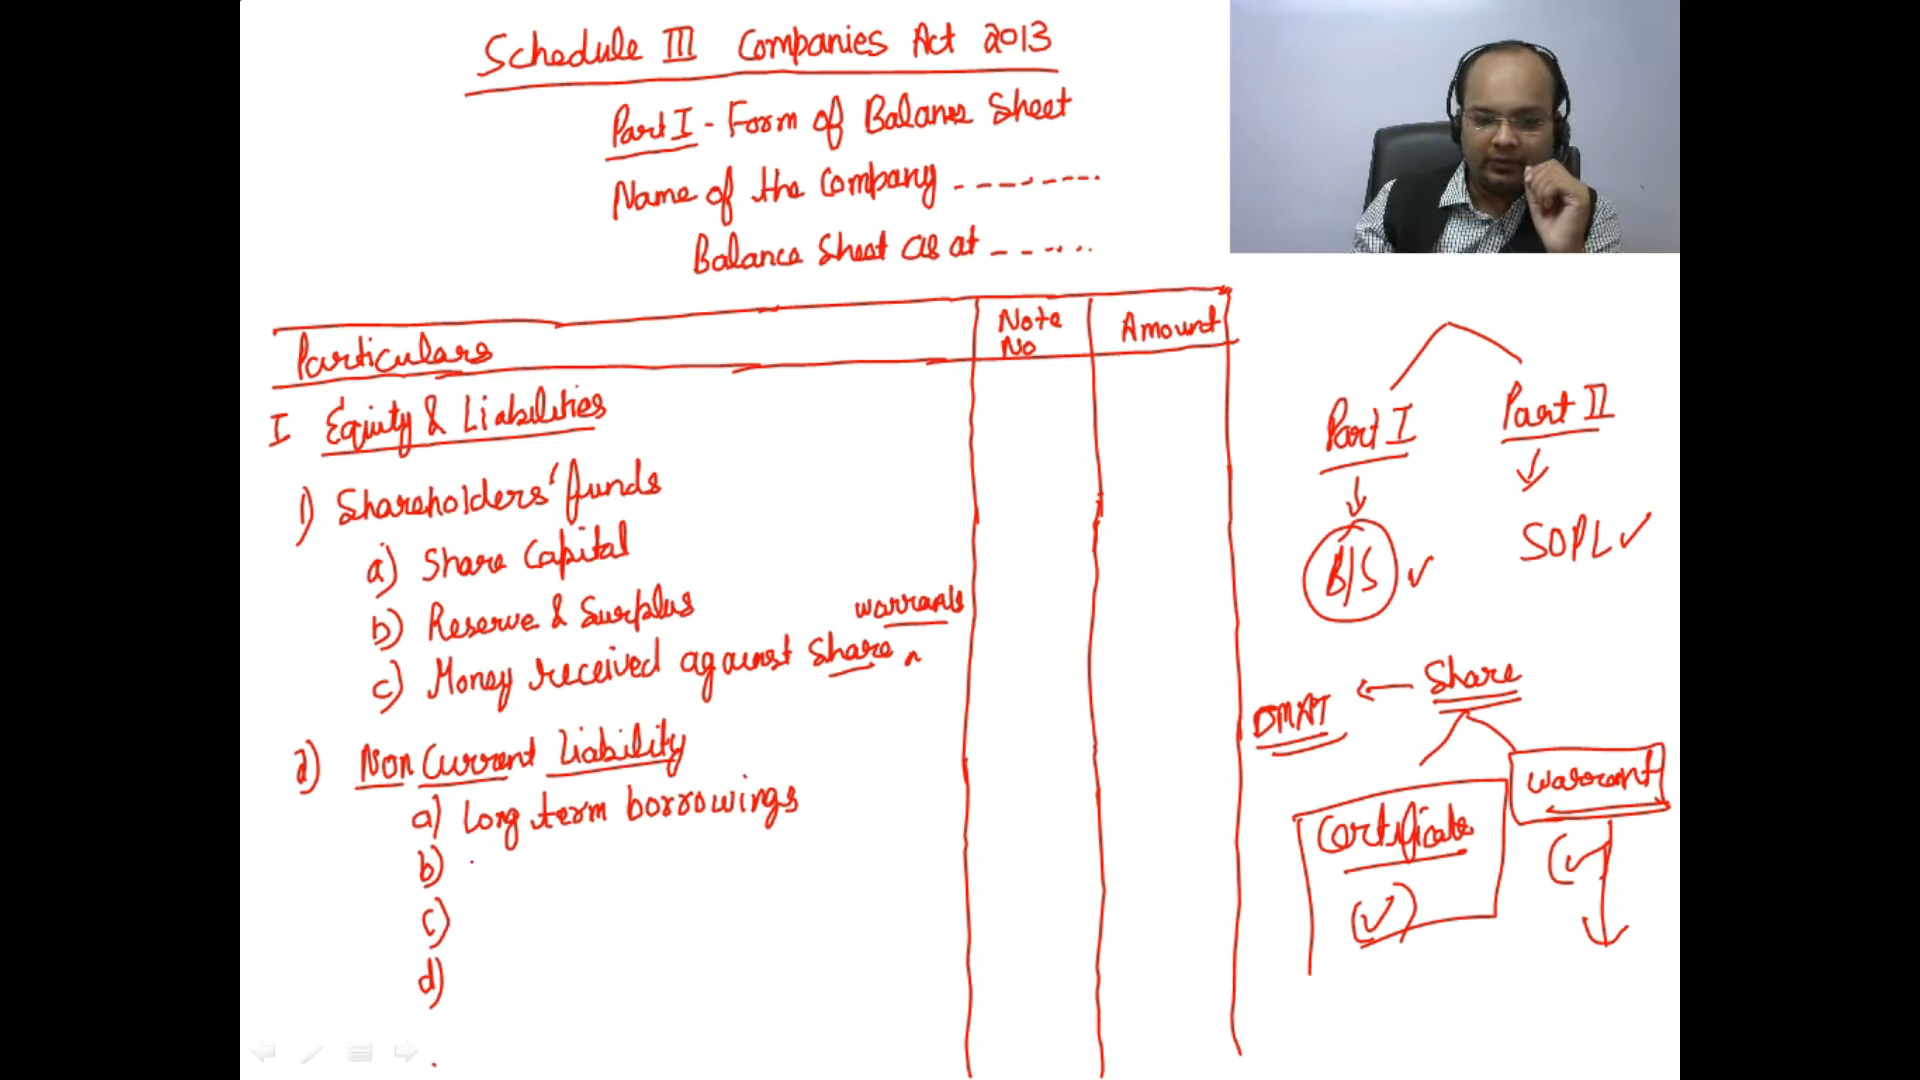 Schedule III Companies Act 2013
Part I - Form of Balance Sheet
Name of the Company --------
Balance Sheet as at ------
Particulars
Note No
Amount
I Equity & Liabilities
1) Shareholders' funds
a) Share Capital
b) Reserve & Surplus
c) Money received against Share ^ warrants
2) Non Current Liability
a) Long term borrowings
b)
c)
d)
Part I
Part II
B/S ✓
SOPL ✓
DMAT ← Share
Certificate
(✓)
Warrant
(✓)